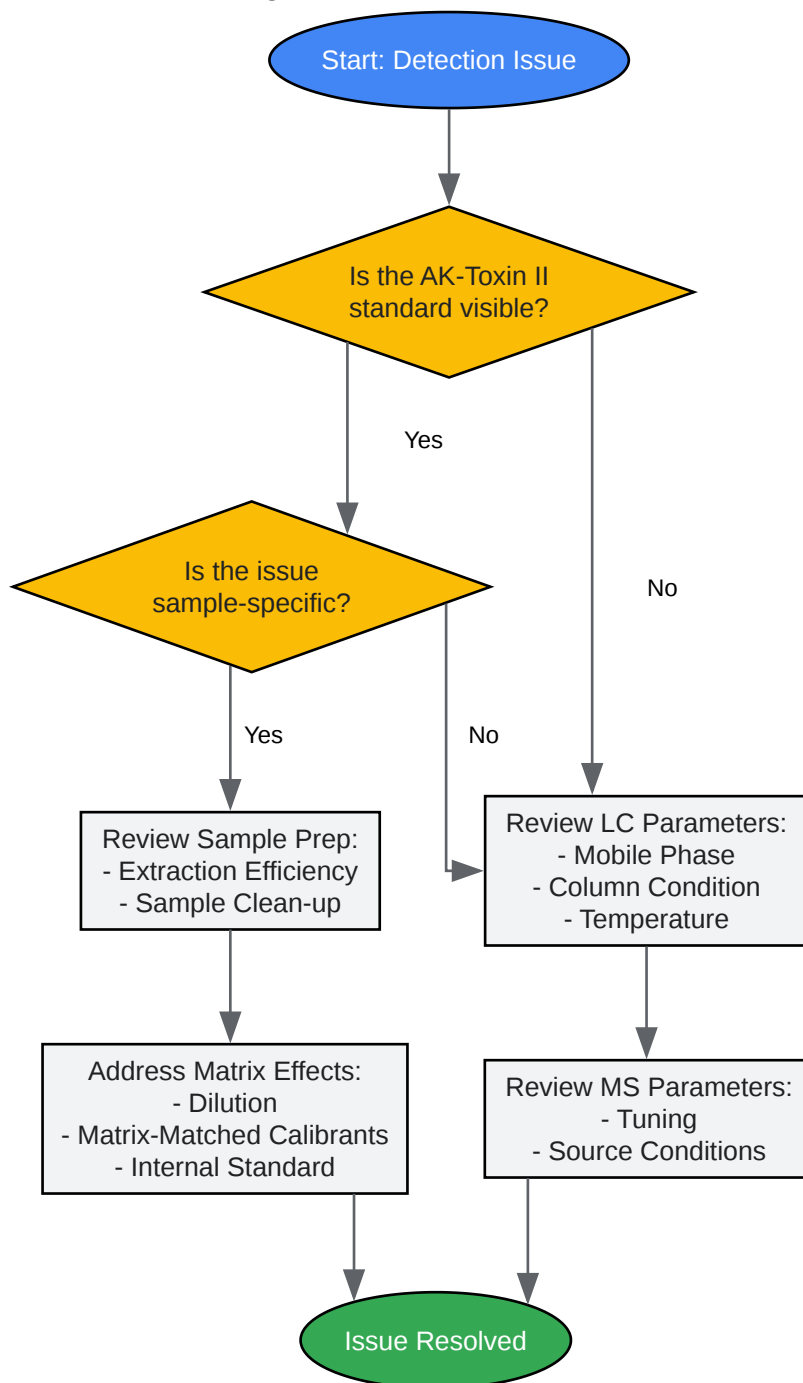 Start: Detection Issue
Is the AK-Toxin II
standard visible?
Yes
No
Is the issue
sample-specific?
Yes
No
Review Sample Prep:
- Extraction Efficiency
- Sample Clean-up
Review LC Parameters:
- Mobile Phase
- Column Condition
- Temperature
Address Matrix Effects:
- Dilution
- Matrix-Matched Calibrants
- Internal Standard
Review MS Parameters:
- Tuning
- Source Conditions
Issue Resolved